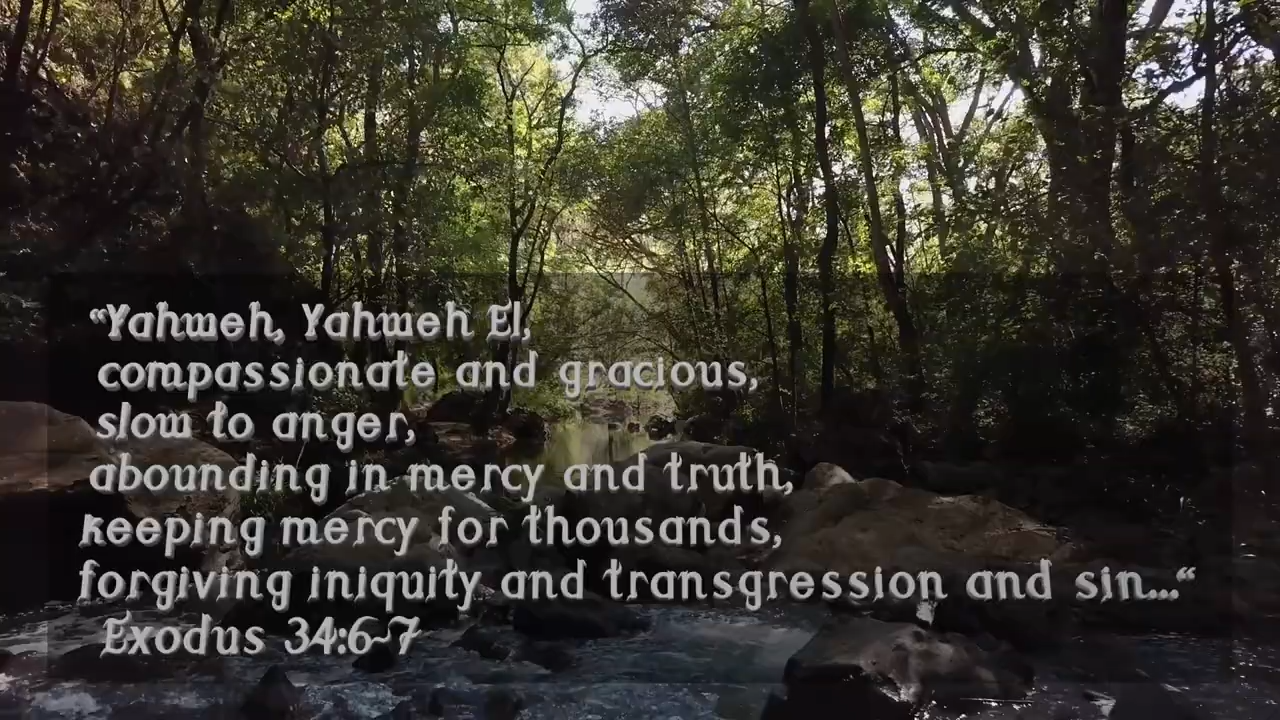 “Yahweh, Yahweh El,
compassionate and gracious,
slow to anger,
abounding in mercy and truth,
keeping mercy for thousands,
forgiving iniquity and transgression and sin...“
Exodus 34:6-7